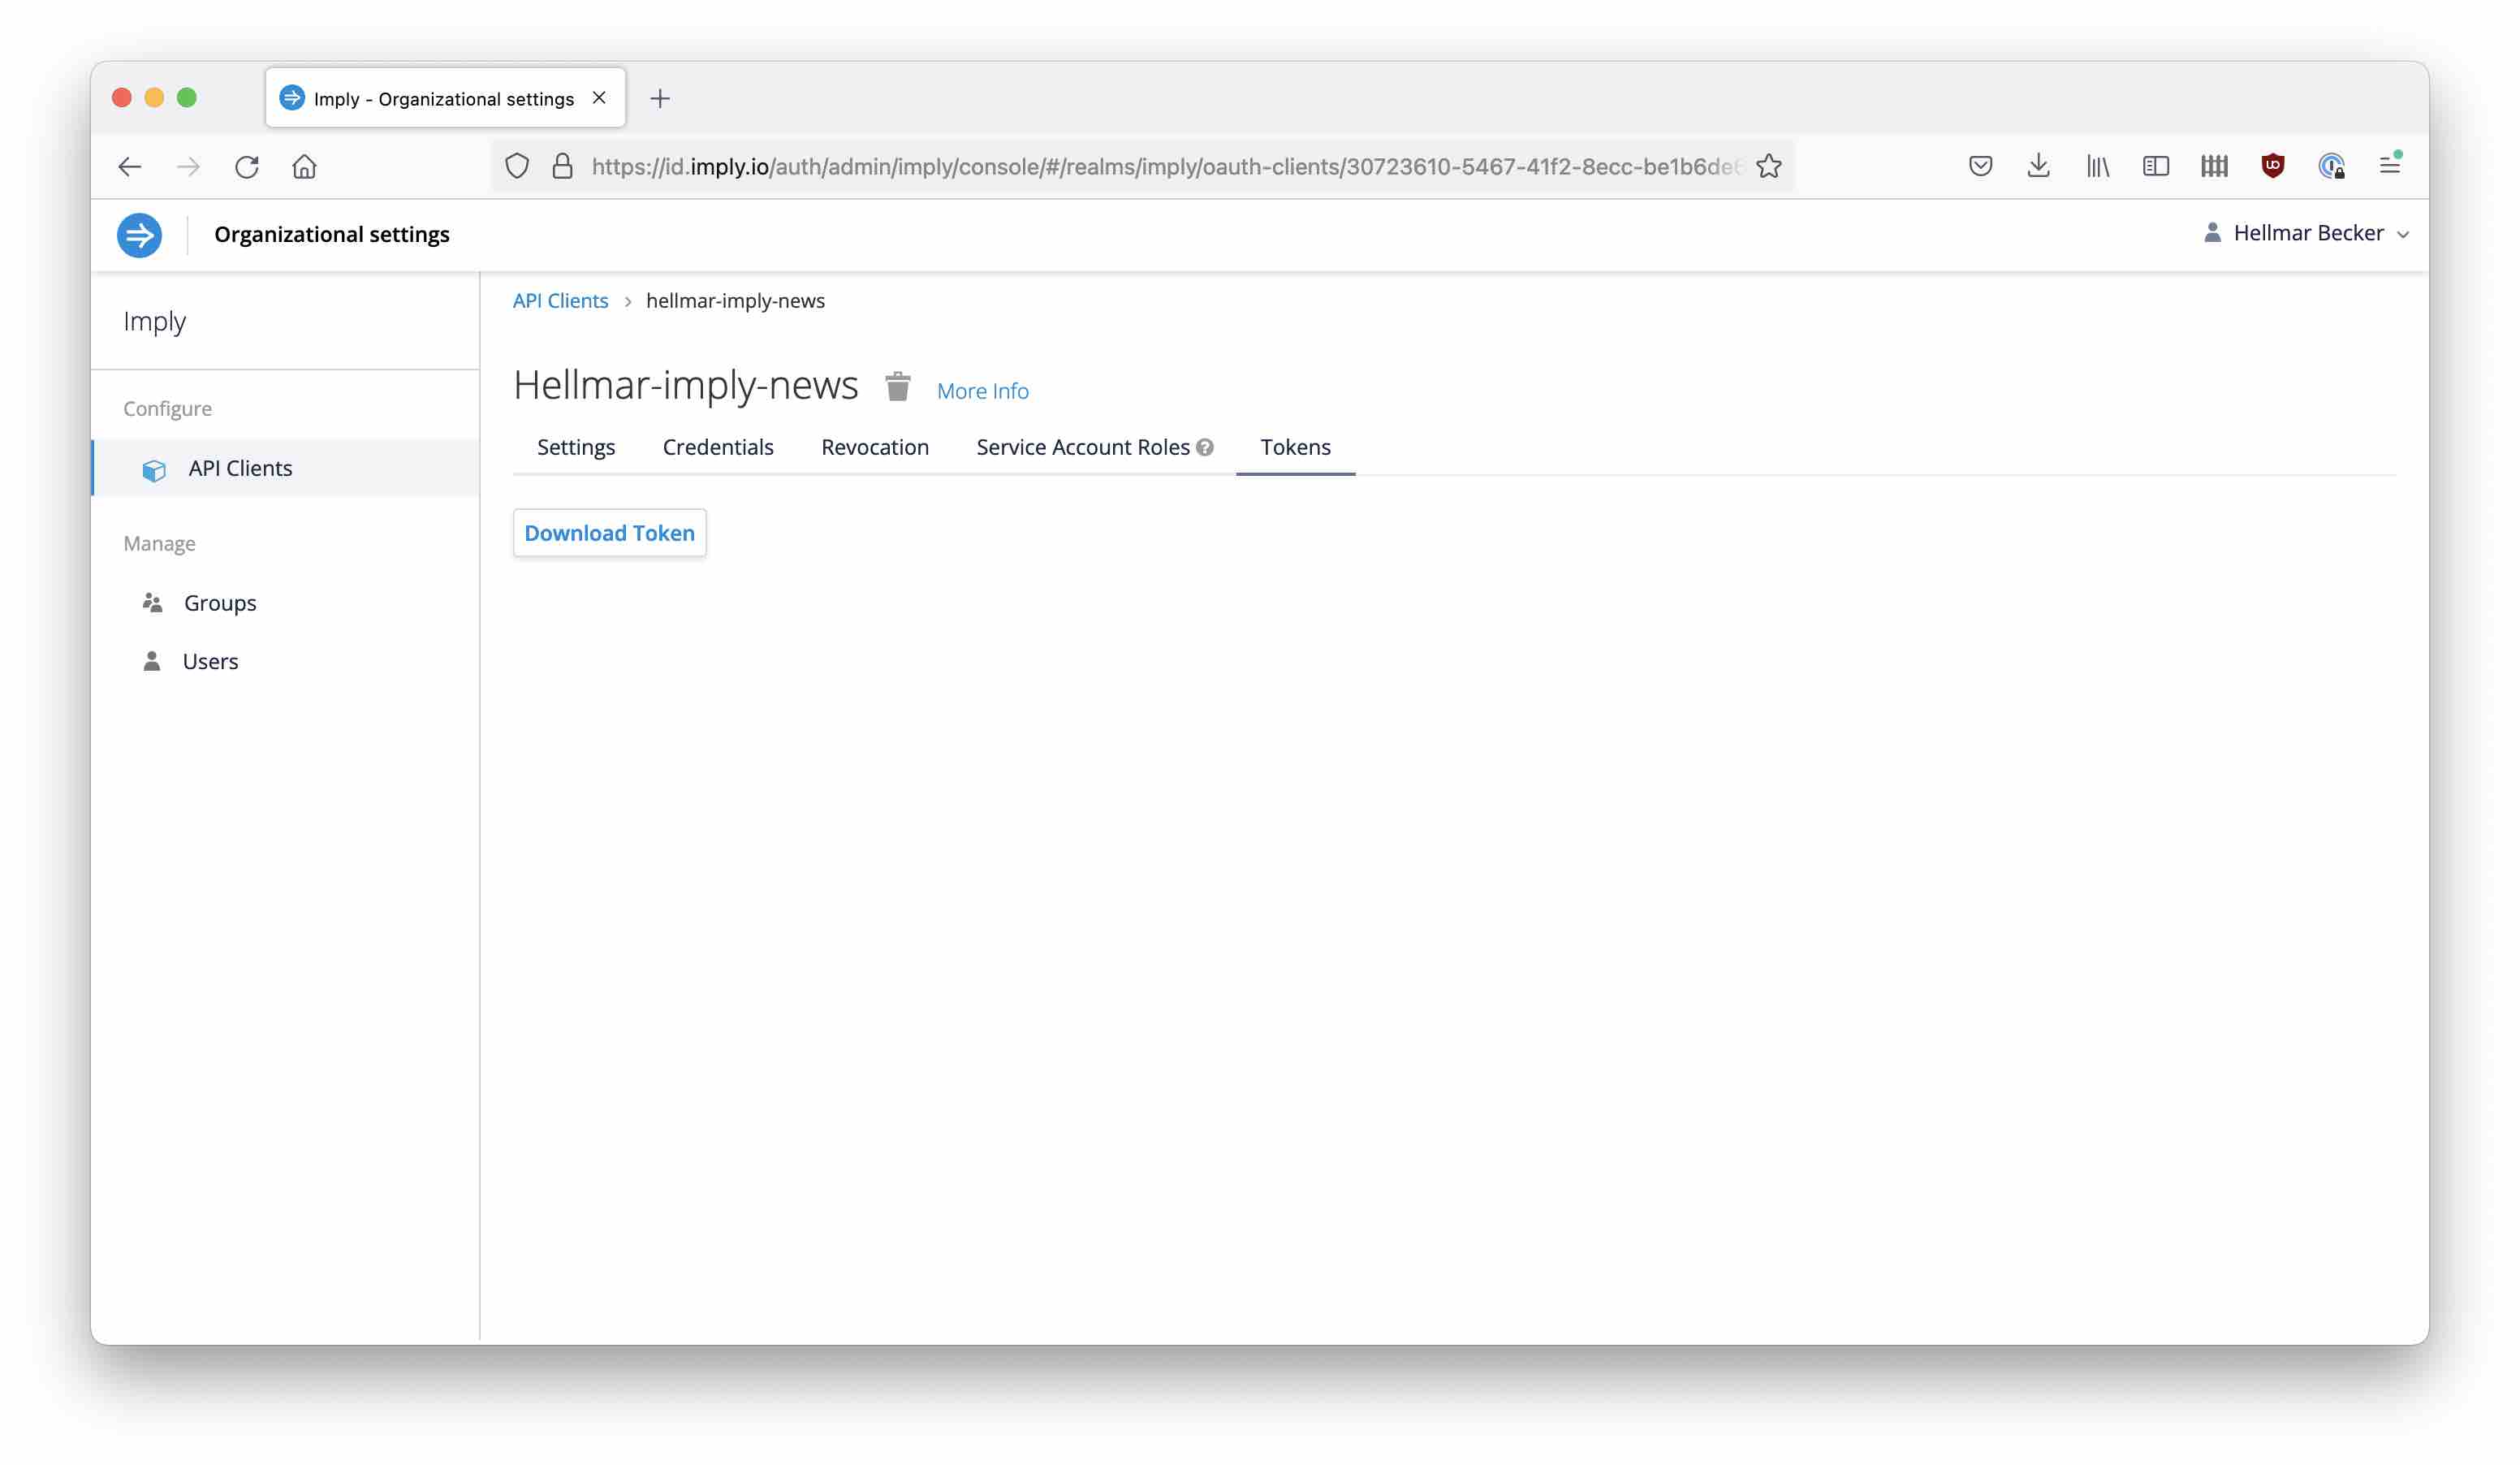 Imply - Organizational settings
https://id.imply.io/auth/admin/imply/console/#/realms/imply/oauth-clients/30723610-5467-41f2-8ecc-be1b6de
Organizational settings
Hellmar Becker
Imply
Configure
API Clients
Manage
Groups
Users
API Clients > hellmar-imply-news
Hellmar-imply-news More Info
Settings Credentials Revocation Service Account Roles Tokens
Download Token